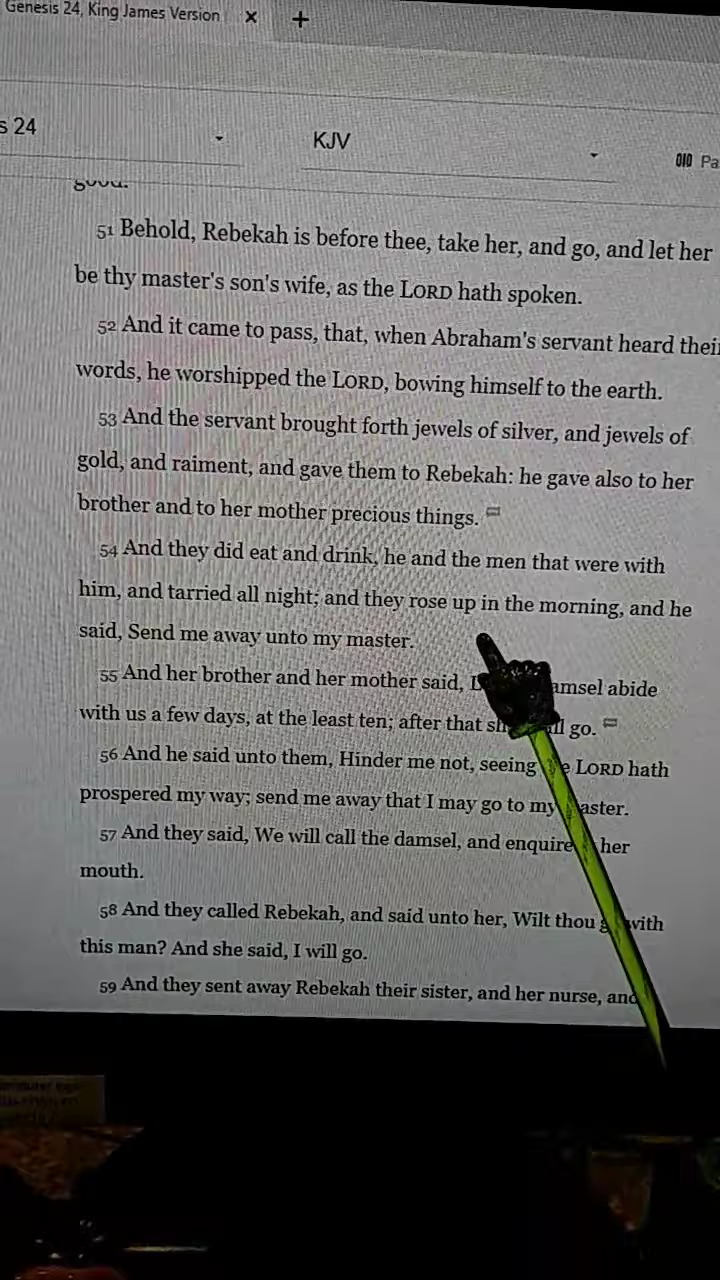 Genesis 24, King James Version
s 24
KJV
Pa
good.
51 Behold, Rebekah is before thee, take her, and go, and let her
be thy master's son's wife, as the LORD hath spoken.
52 And it came to pass, that, when Abraham's servant heard their
words, he worshipped the LORD, bowing himself to the earth.
53 And the servant brought forth jewels of silver, and jewels of
gold, and raiment, and gave them to Rebekah: he gave also to her
brother and to her mother precious things.
54 And they did eat and drink, he and the men that were with
him, and tarried all night; and they rose up in the morning, and he
said, Send me away unto my master.
55 And her brother and her mother said, amsel abide
with us a few days, at the least ten; after that sh ll go.
56 And he said unto them, Hinder me not, seeing e LORD hath
prospered my way; send me away that I may go to my aster.
57 And they said, We will call the damsel, and enquire her
mouth.
58 And they called Rebekah, and said unto her, Wilt thou g with
this man? And she said, I will go.
59 And they sent away Rebekah their sister, and her nurse, and